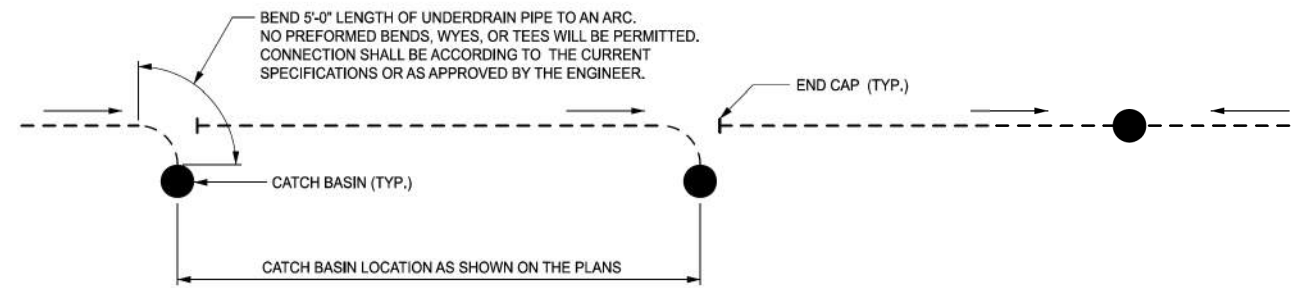 BEND 5'-0" LENGTH OF UNDERDRAIN PIPE TO AN ARC.
NO PREFORMED BENDS, WYES, OR TEES WILL BE PERMITTED.
CONNECTION SHALL BE ACCORDING TO THE CURRENT
SPECIFICATIONS OR AS APPROVED BY THE ENGINEER.
END CAP (TYP.)
CATCH BASIN (TYP.)
CATCH BASIN LOCATION AS SHOWN ON THE PLANS